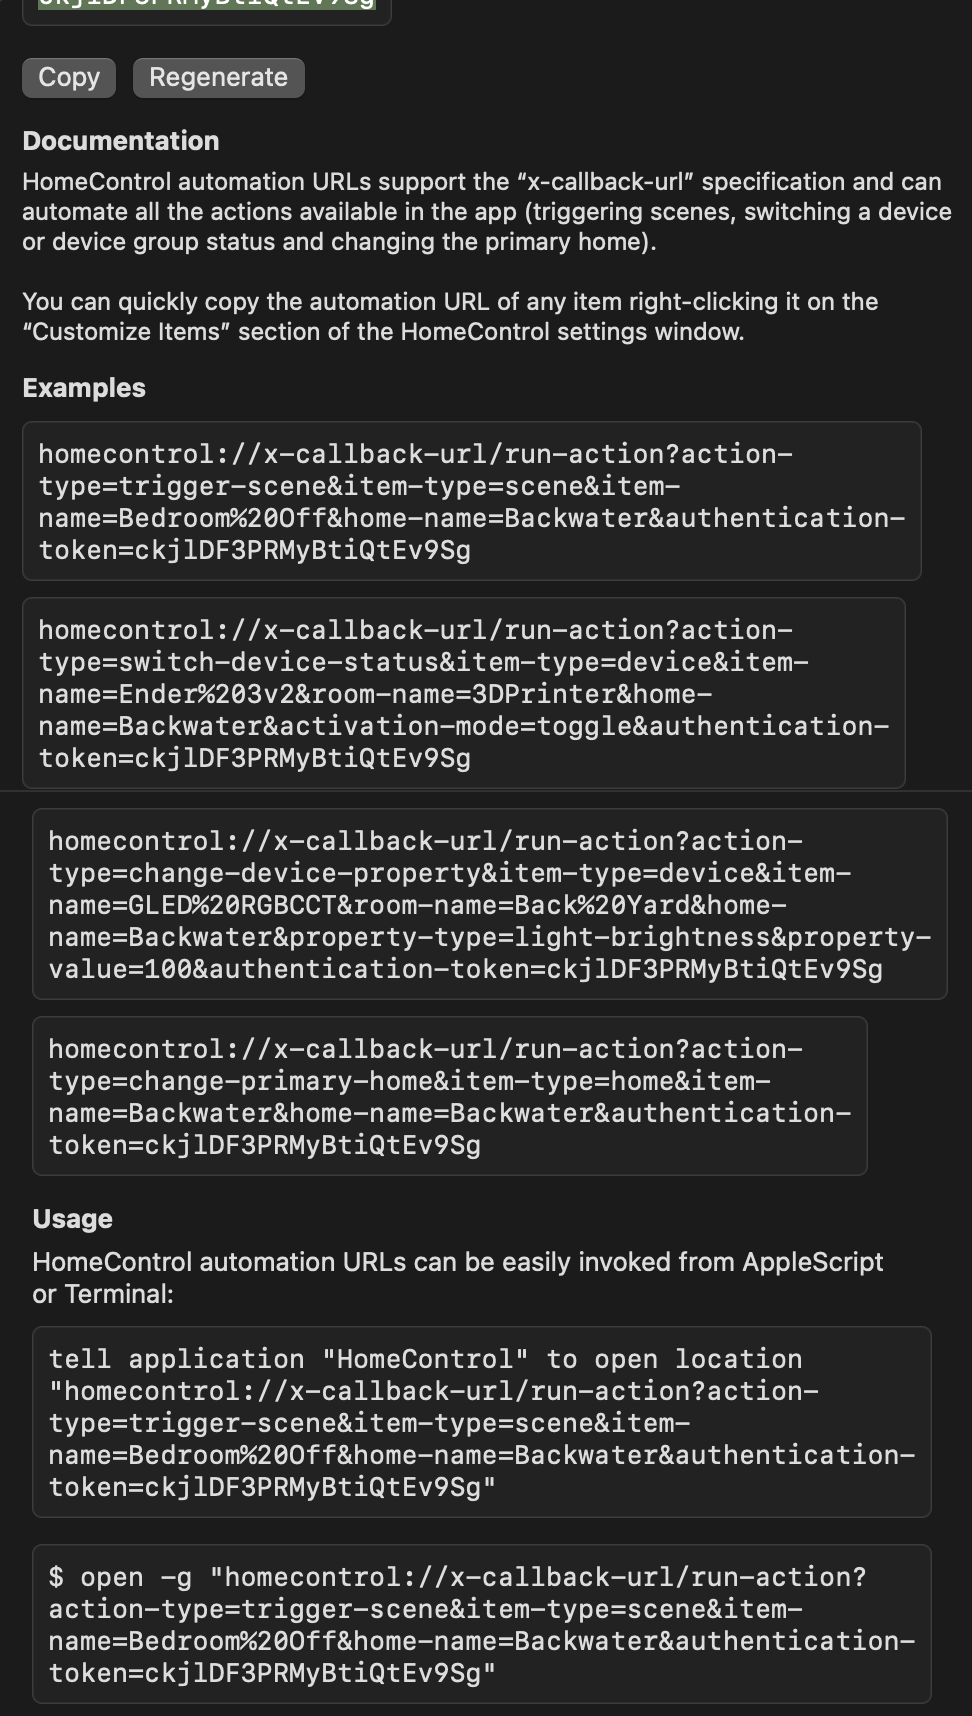 Copy Regenerate
Documentation
HomeControl automation URLs support the “x-callback-url” specification and can
automate all the actions available in the app (triggering scenes, switching a device
or device group status and changing the primary home).
You can quickly copy the automation URL of any item right-clicking it on the
“Customize Items” section of the HomeControl settings window.
Examples
homecontrol://x-callback-url/run-action?action-
type=trigger-scene&item-type=scene&item-
name=Bedroom%20Off&home-name=Backwater&authentication-
token=ckjlDF3PRMyBtiQtEv9Sg
homecontrol://x-callback-url/run-action?action-
type=switch-device-status&item-type=device&item-
name=Ender%203v2&room-name=3DPrinter&home-
name=Backwater&activation-mode=toggle&authentication-
token=ckjlDF3PRMyBtiQtEv9Sg
homecontrol://x-callback-url/run-action?action-
type=change-device-property&item-type=device&item-
name=GLED%20RGBCCT&room-name=Back%20Yard&home-
name=Backwater&property-type=light-brightness&property-
value=100&authentication-token=ckjlDF3PRMyBtiQtEv9Sg
homecontrol://x-callback-url/run-action?action-
type=change-primary-home&item-type=home&item-
name=Backwater&home-name=Backwater&authentication-
token=ckjlDF3PRMyBtiQtEv9Sg
Usage
HomeControl automation URLs can be easily invoked from AppleScript
or Terminal:
tell application "HomeControl" to open location
"homecontrol://x-callback-url/run-action?action-
type=trigger-scene&item-type=scene&item-
name=Bedroom%20Off&home-name=Backwater&authentication-
token=ckjlDF3PRMyBtiQtEv9Sg"
$ open -g "homecontrol://x-callback-url/run-action?
action-type=trigger-scene&item-type=scene&item-
name=Bedroom%20Off&home-name=Backwater&authentication-
token=ckjlDF3PRMyBtiQtEv9Sg"